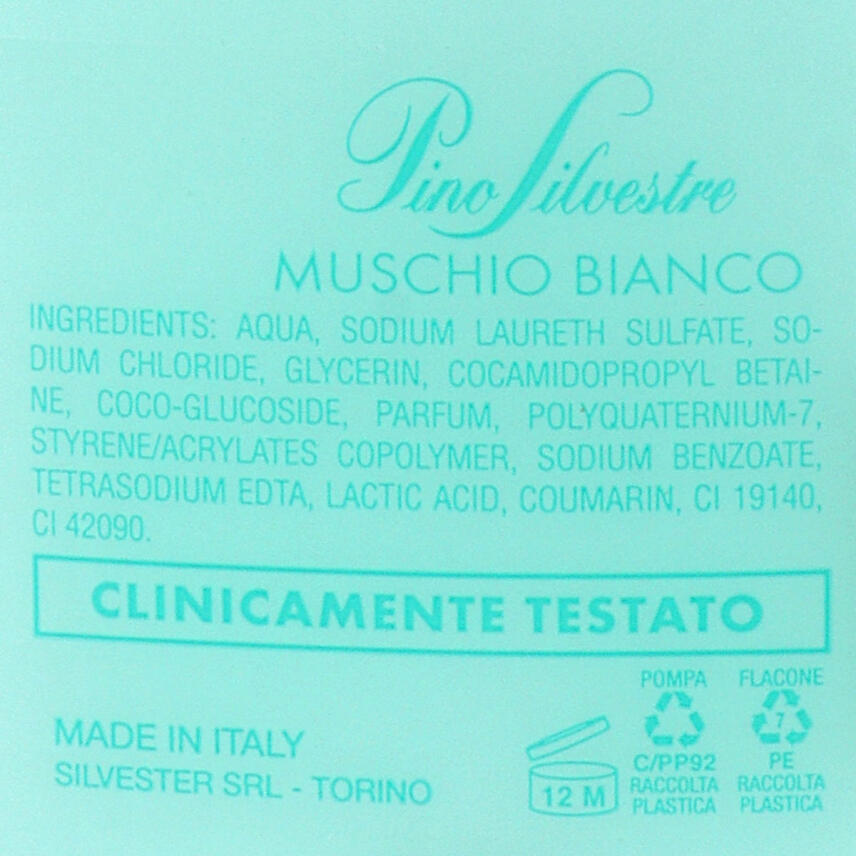 Pino Silvestre
MUSCHIO BIANCO
INGREDIENTS: AQUA, SODIUM LAURETH SULFATE, SO-
DIUM CHLORIDE, GLYCERIN, COCAMIDOPROPYL BETAI-
NE, COCO-GLUCOSIDE, PARFUM, POLYQUATERNIUM-7,
STYRENE/ACRYLATES COPOLYMER, SODIUM BENZOATE,
TETRASODIUM EDTA, LACTIC ACID, COUMARIN, CI 19140,
CI 42090.
CLINICAMENTE TESTATO
MADE IN ITALY
SILVESTER SRL - TORINO
12 M
POMPA
C/PP92
RACCOLTA
PLASTICA
FLACONE
7
PE
RACCOLTA
PLASTICA